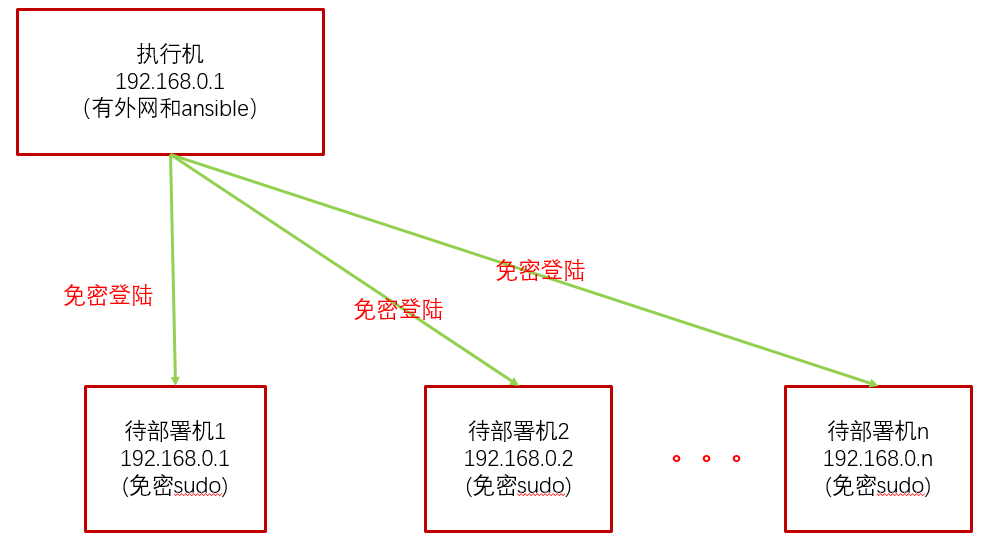 执行机
192.168.0.1
（有外网和ansible）
免密登陆
免密登陆
免密登陆
待部署机1
192.168.0.1
(免密sudo)
待部署机2
192.168.0.2
(免密sudo)
。。。
待部署机n
192.168.0.n
(免密sudo)